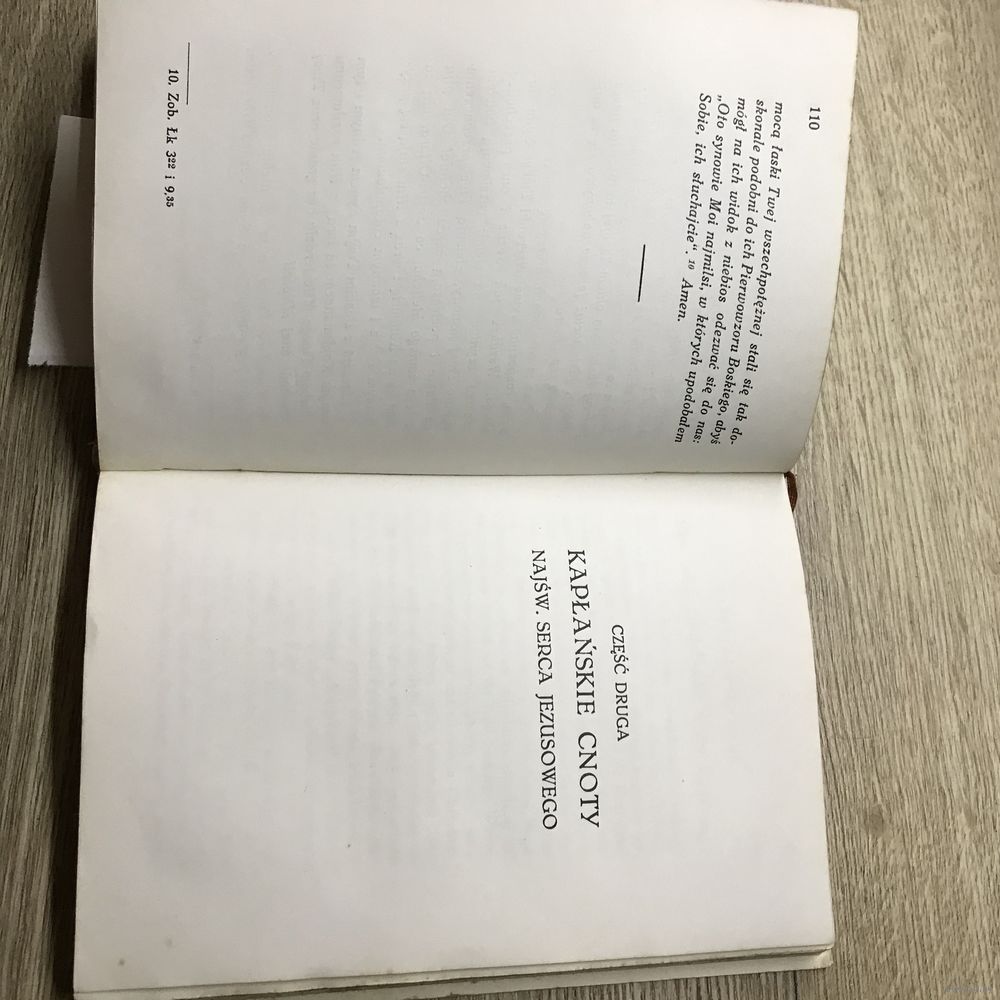 110
mocą łaski Twej wszechpotężnej stali się tak do-
skonale podobni do ich Pierwowzoru Boskiego, abyś
mógł na ich widok z niebios odezwać się do nas:
„Oto synowie Moi najmilsi, w których upodobałem
Sobie, ich słuchajcie“. ¹⁰ Amen.
10. Zob. Łk 3²² i 9,35
CZĘŚĆ DRUGA
KAPŁAŃSKIE CNOTY
NAJŚW. SERCA JEZUSOWEGO